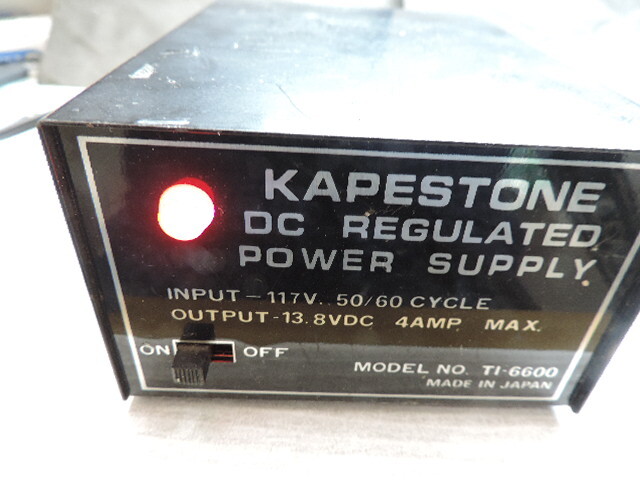 KAPESTONE
DC REGULATED
POWER SUPPLY
INPUT - 117V.. 50/60 CYCLE
OUTPUT-13.8VDC 4AMP MAX.
ON OFF
MODEL NO. TI-6600
MADE IN JAPAN